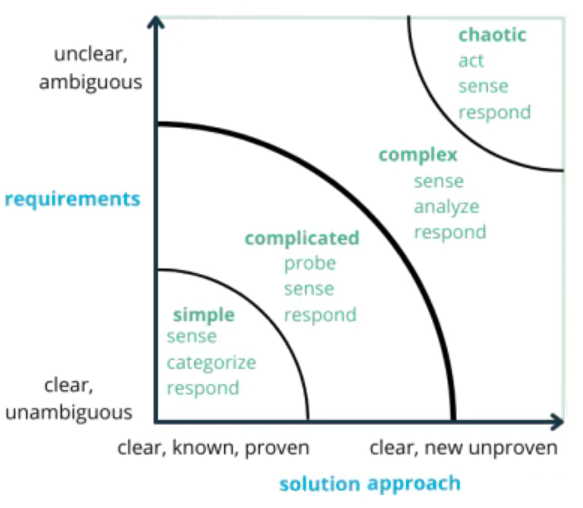 unclear,
ambiguous
requirements
clear,
unambiguous
chaotic
act
sense
respond
complex
sense
analyze
respond
complicated
probe
sense
respond
simple
sense
categorize
respond
clear, known, proven
clear, new unproven
solution approach